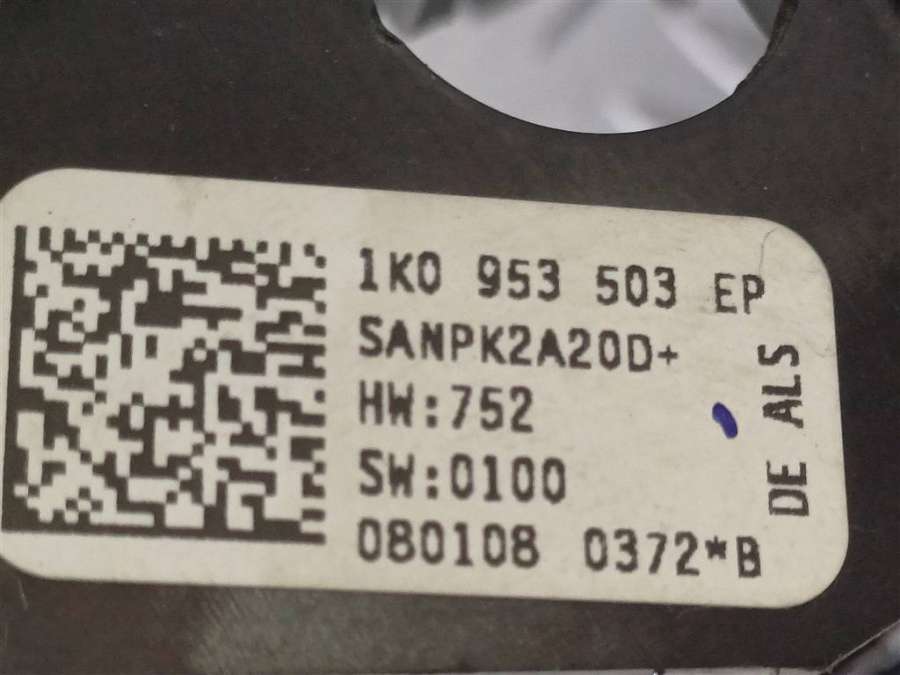 1K0 953 503 EP
SANPK2A20D+
HW:752
SW:0100
080108 0372*B
DE ALS